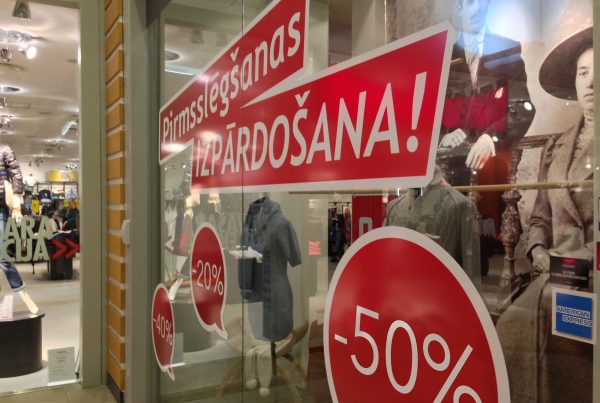 Pirmsslēgšanas
IZPĀRDOŠANA!
-20%
-40%
-50%
AMERICAN
EXPRESS